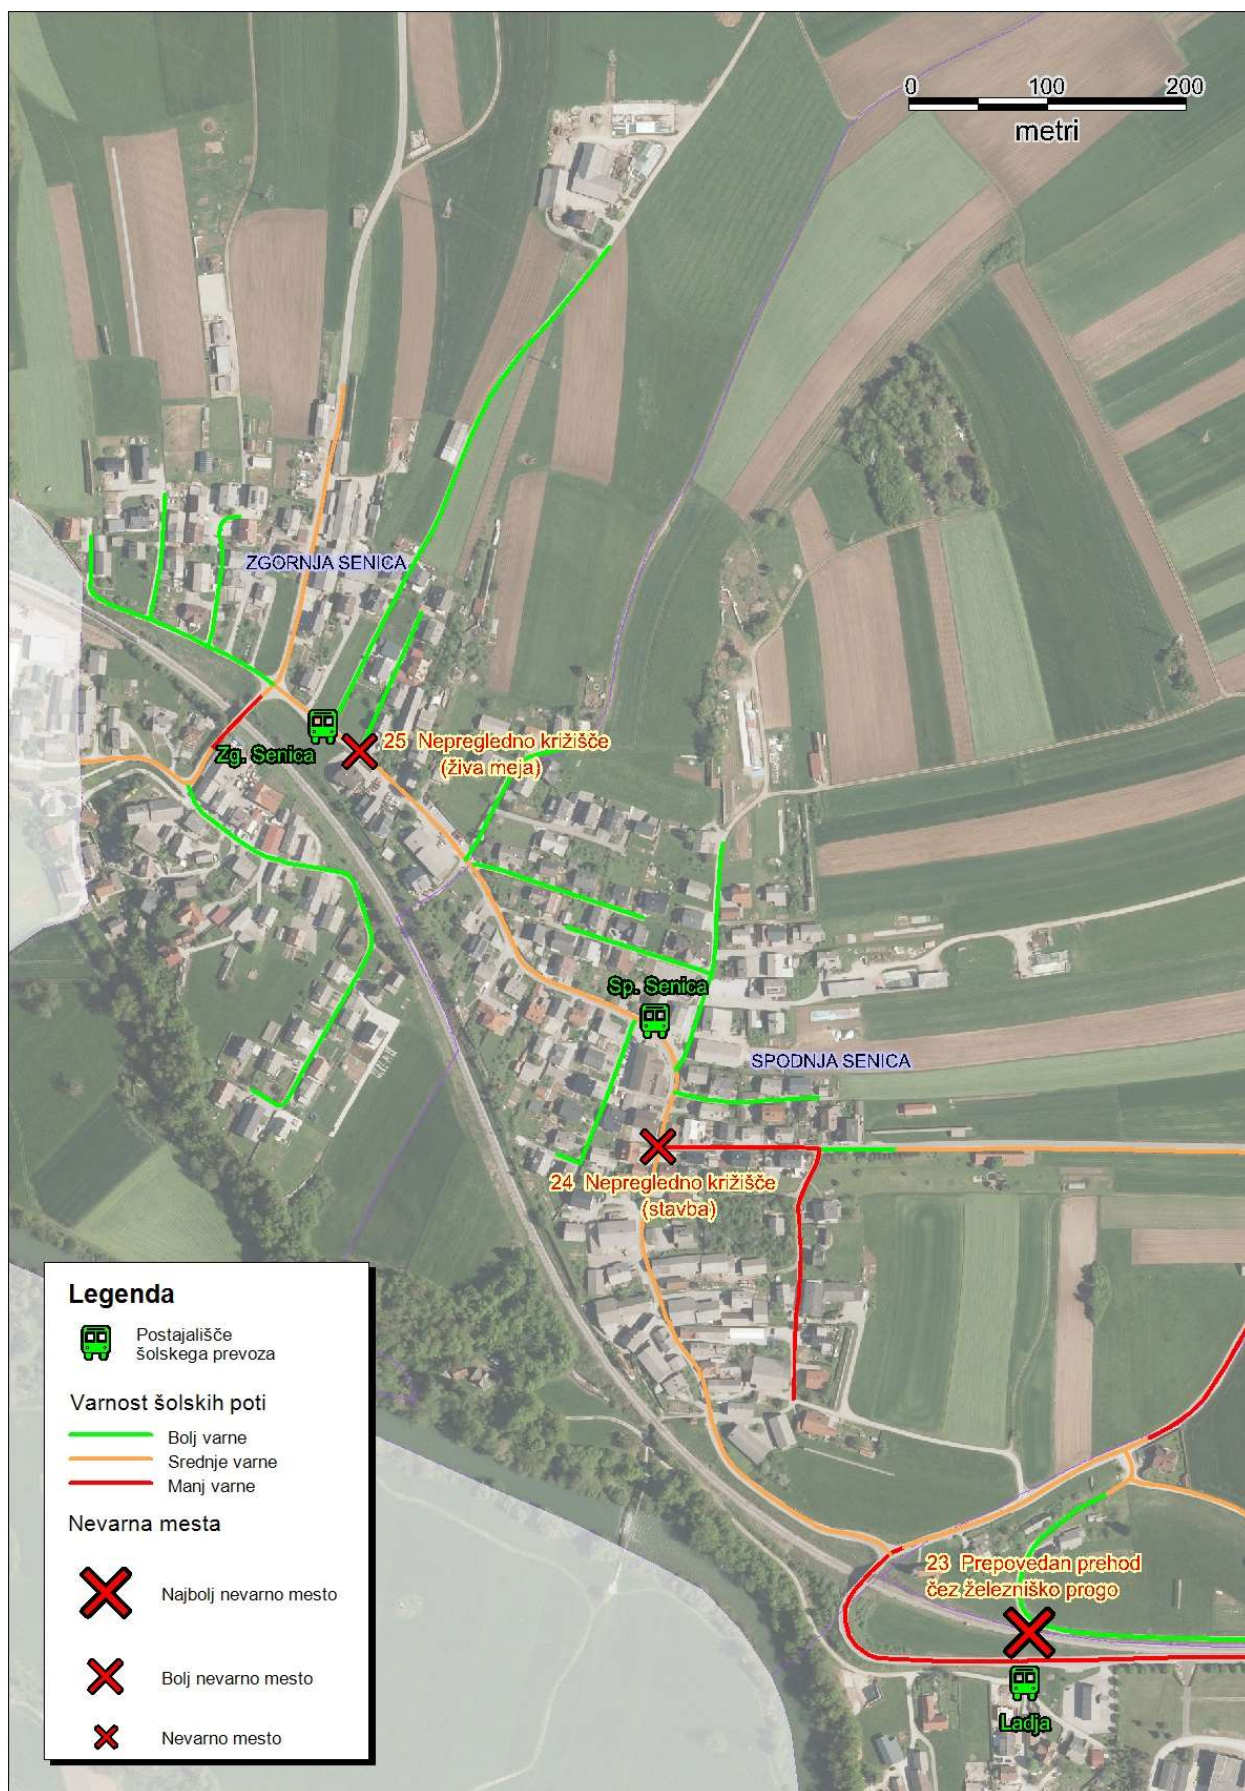 0 100 200
metri
ZGORNJA SENICA
Zg. Senica
25 Nepregledno križišče
(živa meja)
Sp. Senica
SPODNJA SENICA
24 Nepregledno križišče
(stavba)
23 Prepovedan prehod
čez železniško progo
Ladja
Legenda
Postajališče
šolskega prevoza
Varnost šolskih poti
Bolj varne
Srednje varne
Manj varne
Nevarna mesta
Najbolj nevarno mesto
Bolj nevarno mesto
Nevarno mesto